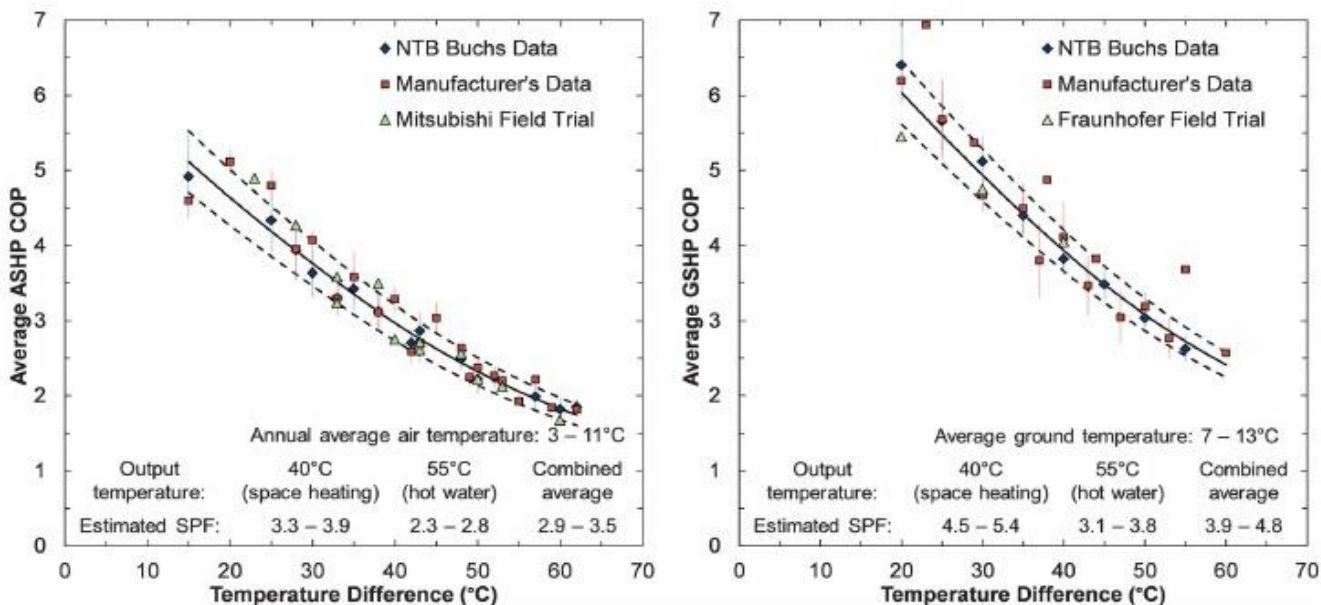 7
6
5
4
3
2
1
0
Average ASHP COP
NTB Buchs Data
Manufacturer's Data
Mitsubishi Field Trial
Annual average air temperature: 3 – 11°C
Output 40°C 55°C Combined
temperature: (space heating) (hot water) average
Estimated SPF: 3.3 – 3.9 2.3 – 2.8 2.9 – 3.5
0 10 20 30 40 50 60 70
Temperature Difference (°C)
7
6
5
4
3
2
1
0
Average GSHP COP
NTB Buchs Data
Manufacturer's Data
Fraunhofer Field Trial
Average ground temperature: 7 – 13°C
Output 40°C 55°C Combined
temperature: (space heating) (hot water) average
Estimated SPF: 4.5 – 5.4 3.1 – 3.8 3.9 – 4.8
0 10 20 30 40 50 60 70
Temperature Difference (°C)